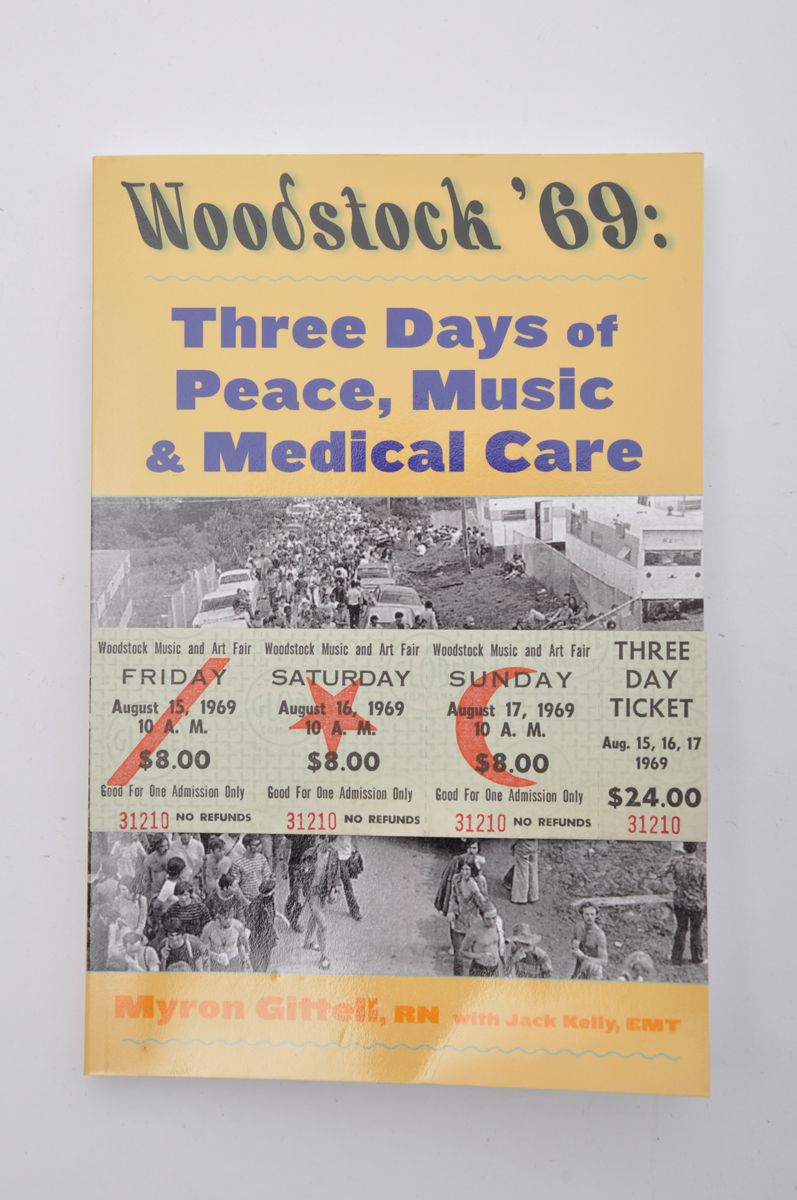 Woodstock '69:
Three Days of
Peace, Music
& Medical Care
Woodstock Music and Art Fair
FRIDAY
August 15, 1969
10 A. M.
$8.00
Good For One Admission Only
31210 NO REFUNDS
Woodstock Music and Art Fair
SATURDAY
August 16, 1969
10 A. M.
$8.00
Good For One Admission Only
31210 NO REFUNDS
Woodstock Music and Art Fair
SUNDAY
August 17, 1969
10 A. M.
$8.00
Good For One Admission Only
31210 NO REFUNDS
THREE
DAY
TICKET
Aug. 15, 16, 17
1969
$24.00
31210
Myron Gittell, RN with Jack Kelly, EMT